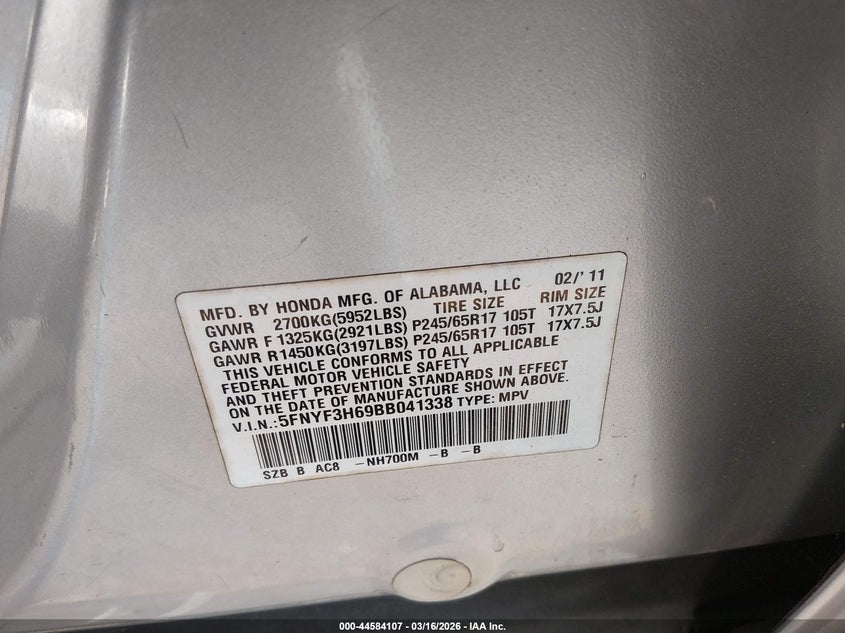 MFD. BY HONDA MFG. OF ALABAMA, LLC 02/'11
GVWR 2700KG(5952LBS) TIRE SIZE RIM SIZE
GAWR F 1325KG(2921LBS) P245/65R17 105T 17X7.5J
GAWR R 1450KG(3197LBS) P245/65R17 105T 17X7.5J
THIS VEHICLE CONFORMS TO ALL APPLICABLE
FEDERAL MOTOR VEHICLE SAFETY
AND THEFT PREVENTION STANDARDS IN EFFECT
ON THE DATE OF MANUFACTURE SHOWN ABOVE.
V.I.N.:5FNYF3H69BB041338 TYPE: MPV
SZB B AC8 -NH700M -B -B
000-44584107 - 03/16/2026 - IAA Inc.